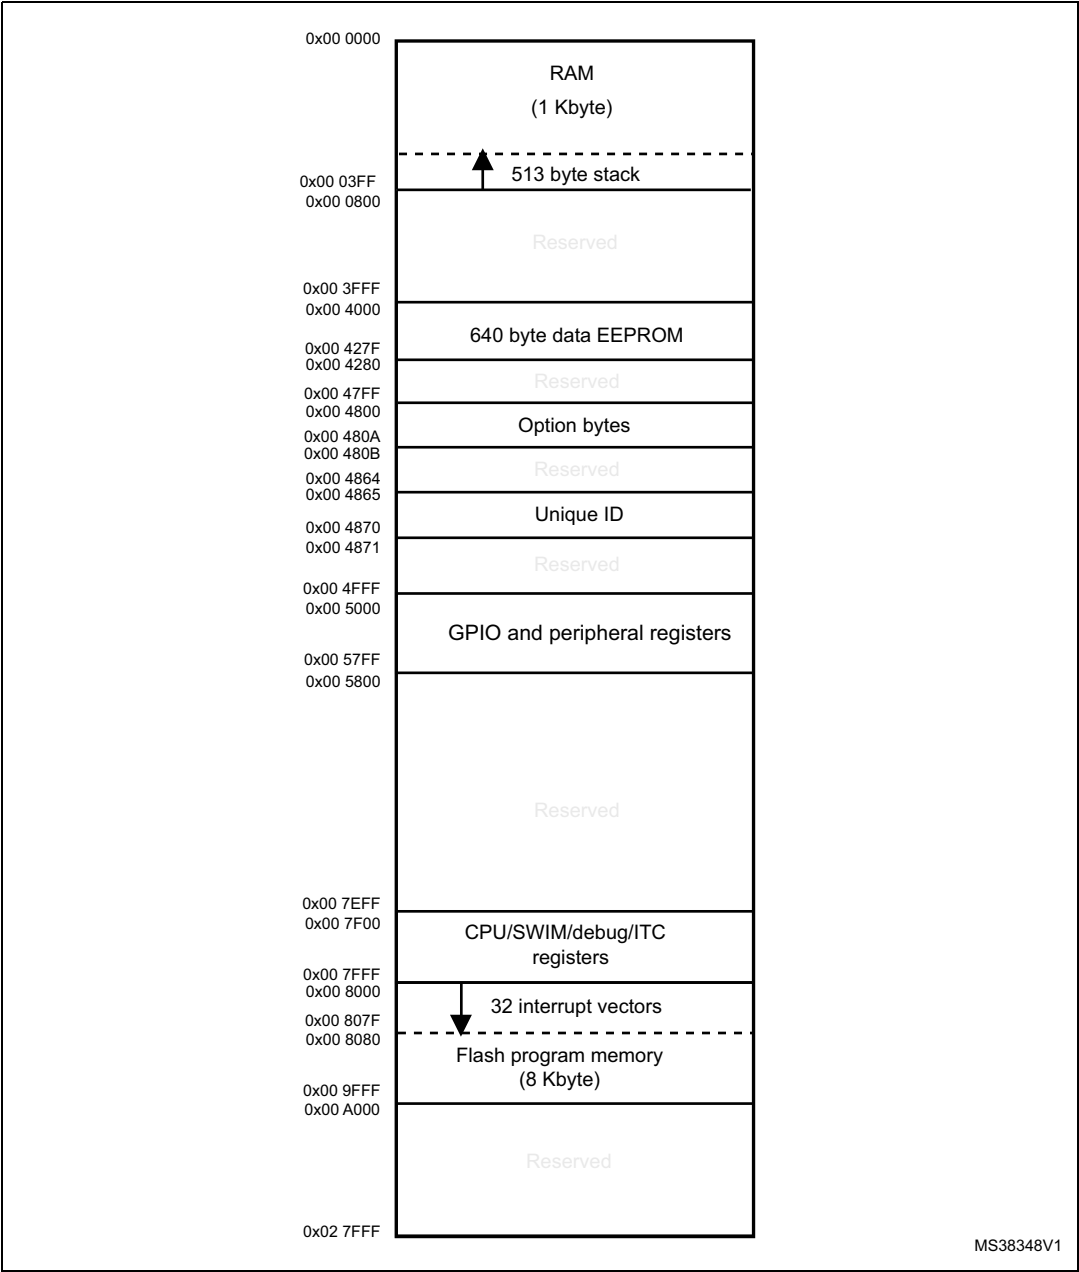 0x00 0000
RAM
(1 Kbyte)
513 byte stack
0x00 03FF
0x00 0800
Reserved
0x00 3FFF
0x00 4000
640 byte data EEPROM
0x00 427F
0x00 4280
Reserved
0x00 47FF
0x00 4800
Option bytes
0x00 480A
0x00 480B
Reserved
0x00 4864
0x00 4865
Unique ID
0x00 4870
0x00 4871
Reserved
0x00 4FFF
0x00 5000
GPIO and peripheral registers
0x00 57FF
0x00 5800
Reserved
0x00 7EFF
0x00 7F00
CPU/SWIM/debug/ITC
registers
0x00 7FFF
0x00 8000
32 interrupt vectors
0x00 807F
0x00 8080
Flash program memory
(8 Kbyte)
0x00 9FFF
0x00 A000
Reserved
0x02 7FFF
MS38348V1